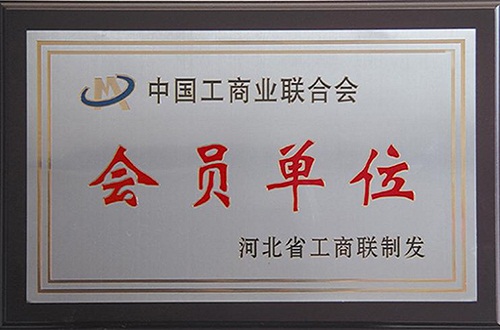 中国工商业联合会
会员单位
河北省工商联制发